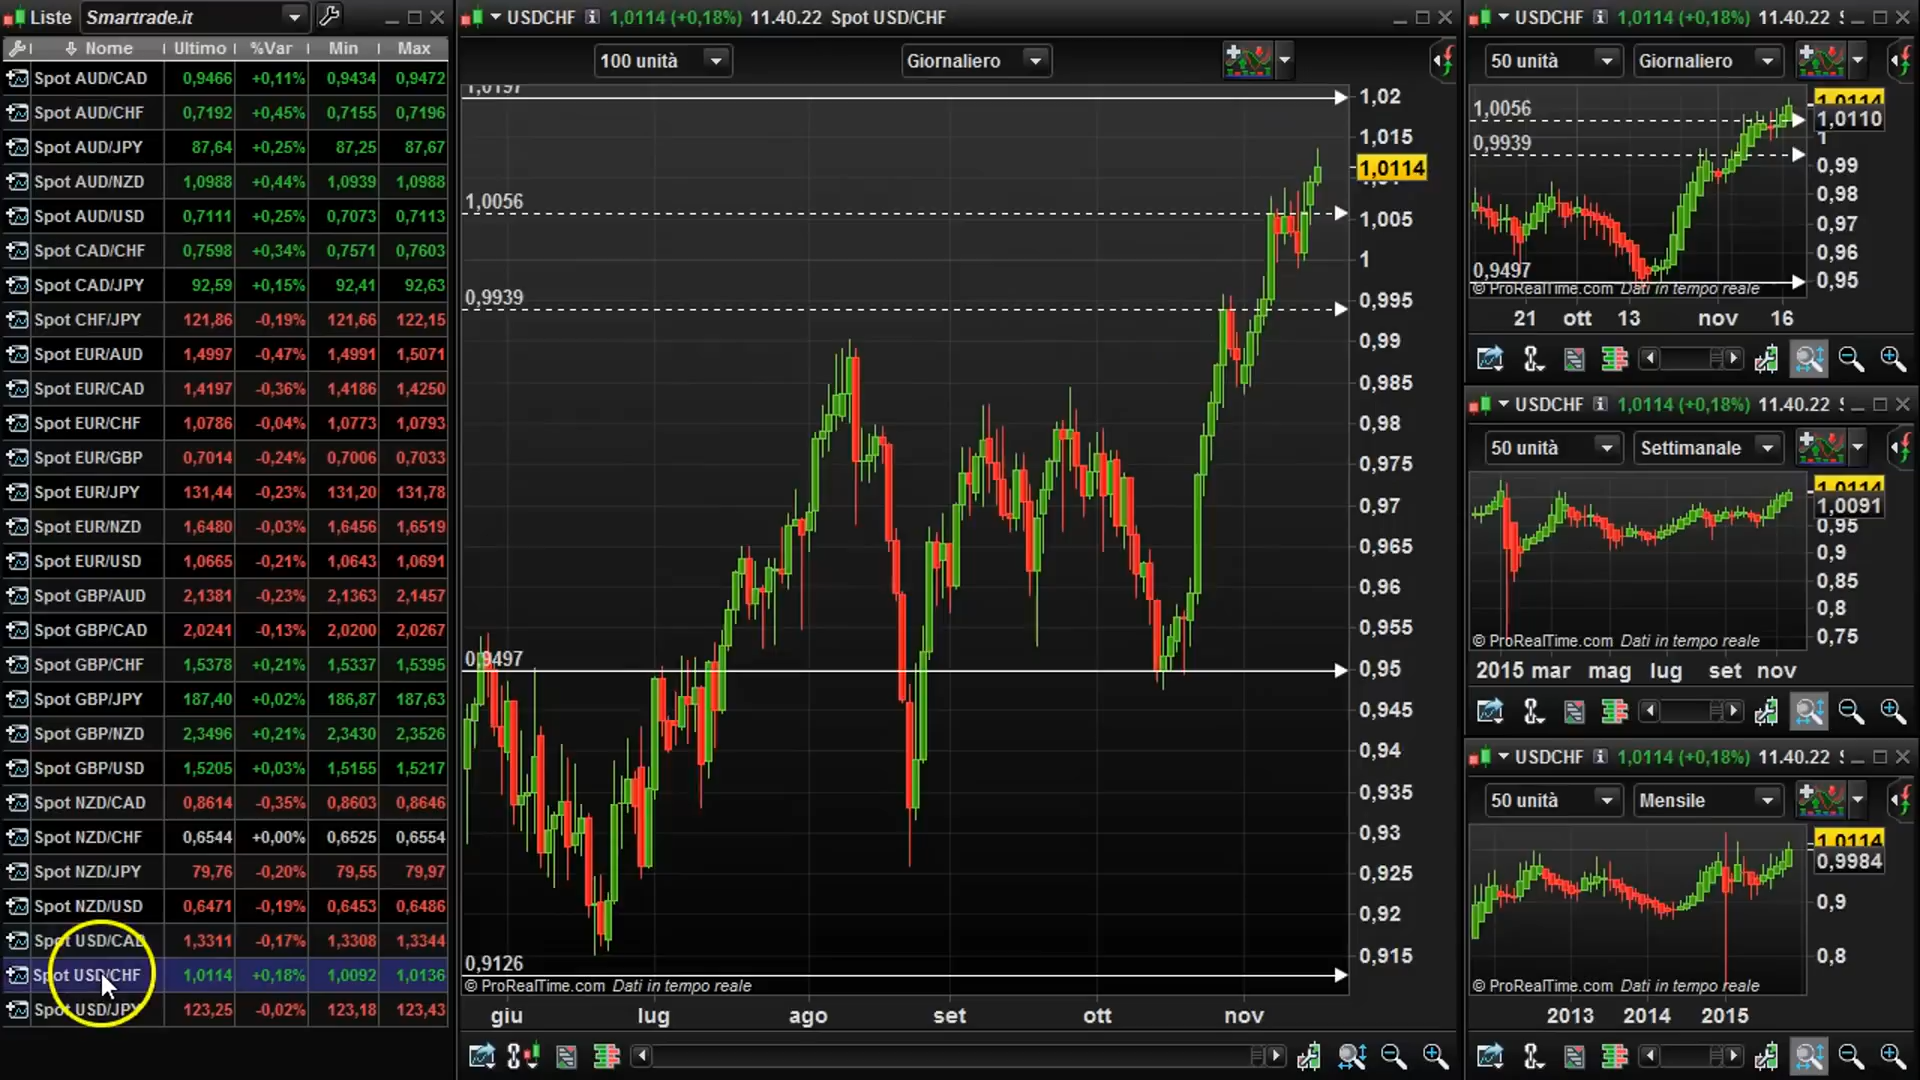 Liste Smartrade.it
Nome Ultimo %Var Min Max
Spot AUD/CAD 0,9466 +0,11% 0,9434 0,9472
Spot AUD/CHF 0,7192 +0,45% 0,7155 0,7196
Spot AUD/JPY 87,64 +0,25% 87,25 87,67
Spot AUD/NZD 1,0988 +0,44% 1,0939 1,0988
Spot AUD/USD 0,7111 +0,25% 0,7073 0,7113
Spot CAD/CHF 0,7598 +0,34% 0,7571 0,7603
Spot CAD/JPY 92,59 +0,15% 92,41 92,63
Spot CHF/JPY 121,86 -0,19% 121,66 122,15
Spot EUR/AUD 1,4997 -0,47% 1,4991 1,5071
Spot EUR/CAD 1,4197 -0,36% 1,4186 1,4250
Spot EUR/CHF 1,0786 -0,04% 1,0773 1,0793
Spot EUR/GBP 0,7014 -0,24% 0,7006 0,7033
Spot EUR/JPY 131,44 -0,23% 131,20 131,78
Spot EUR/NZD 1,6480 -0,03% 1,6456 1,6519
Spot EUR/USD 1,0665 -0,21% 1,0643 1,0691
Spot GBP/AUD 2,1381 -0,23% 2,1363 2,1457
Spot GBP/CAD 2,0241 -0,13% 2,0200 2,0267
Spot GBP/CHF 1,5378 +0,21% 1,5337 1,5395
Spot GBP/JPY 187,40 +0,02% 186,87 187,63
Spot GBP/NZD 2,3496 +0,21% 2,3430 2,3526
Spot GBP/USD 1,5205 +0,03% 1,5155 1,5217
Spot NZD/CAD 0,8614 -0,35% 0,8603 0,8646
Spot NZD/CHF 0,6544 +0,00% 0,6525 0,6554
Spot NZD/JPY 79,76 -0,20% 79,55 79,97
Spot NZD/USD 0,6471 -0,19% 0,6453 0,6486
Spot USD/CAD 1,3311 -0,17% 1,3308 1,3344
Spot USD/CHF 1,0114 +0,18% 1,0092 1,0136
Spot USD/JPY 123,25 -0,02% 123,18 123,43
USDCHF 1,0114 (+0,18%) 11.40.22 Spot USD/CHF
100 unità Giornaliero
1,0197
1,02
1,015
1,0114
1,0056
1,005
1
0,9939
0,995
0,99
0,985
0,98
0,975
0,97
0,965
0,96
0,955
0,9497
0,95
0,945
0,94
0,935
0,93
0,925
0,92
0,915
0,9126
© ProRealTime.com Dati in tempo reale
giu lug ago set ott nov
USDCHF 1,0114 (+0,18%) 11.40.22
50 unità Giornaliero
1,0114
1,0056
1,0110
1
0,9939
0,99
0,98
0,97
0,96
0,9497
0,95
© ProRealTime.com Dati in tempo reale
21 ott 13 nov 16
USDCHF 1,0114 (+0,18%) 11.40.22
50 unità Settimanale
1,0114
1,0091
0,95
0,9
0,85
0,8
0,75
© ProRealTime.com Dati in tempo reale
2015 mar mag lug set nov
USDCHF 1,0114 (+0,18%) 11.40.22
50 unità Mensile
1,0114
0,9984
0,9
0,8
© ProRealTime.com Dati in tempo reale
2013 2014 2015